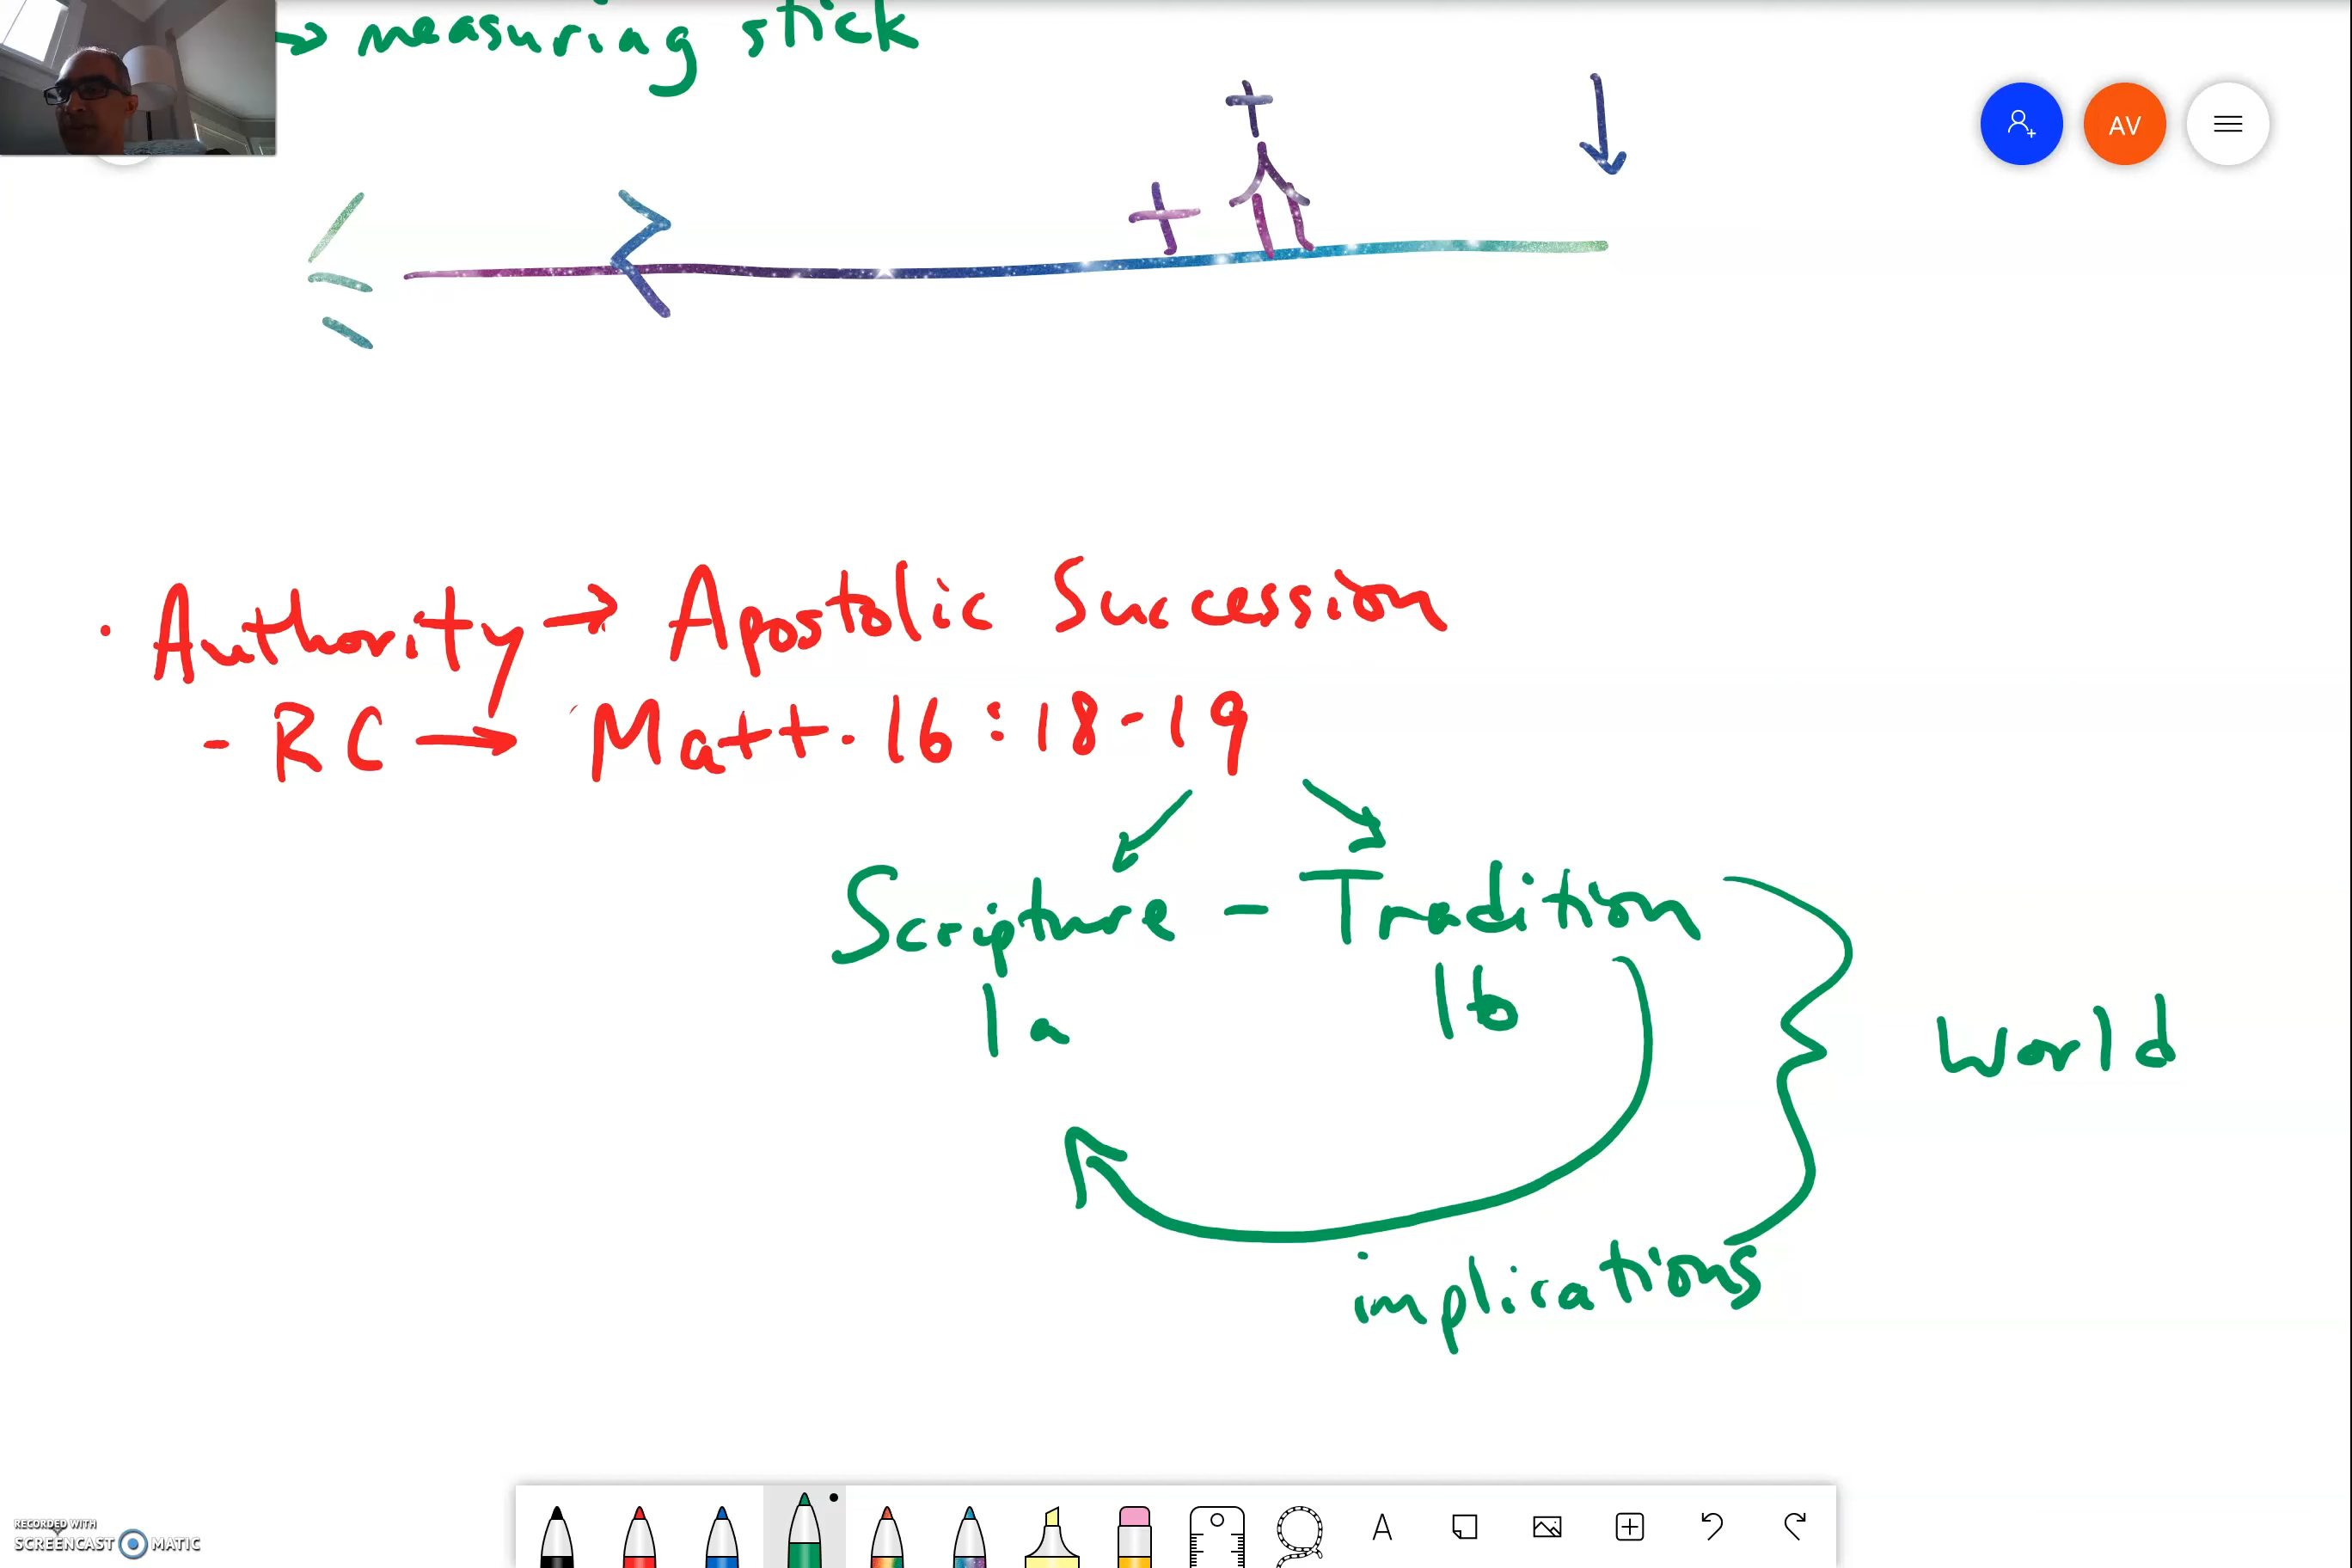 → measuring stick
AV
· Authority → Apostolic Succession
- RC → Matt. 16:18-19
Scripture - Tradition
1a 1b
World
implications
A
RECORDED WITH
SCREENCAST MATIC